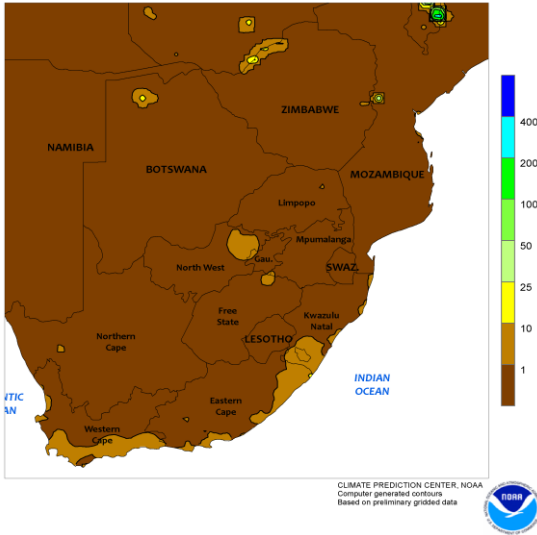 ZIMBABWE
NAMIBIA
BOTSWANA
MOZAMBIQUE
Limpopo
Mpumalanga
North West
Gau.
SWAZ.
Free
State
Kwazulu
Natal
LESOTHO
Northern
Cape
Eastern
Cape
Western
Cape
NTIC
AN
INDIAN
OCEAN
400
200
100
50
25
10
1
CLIMATE PREDICTION CENTER, NOAA
Computer generated contours
Based on preliminary gridded data
NOAA